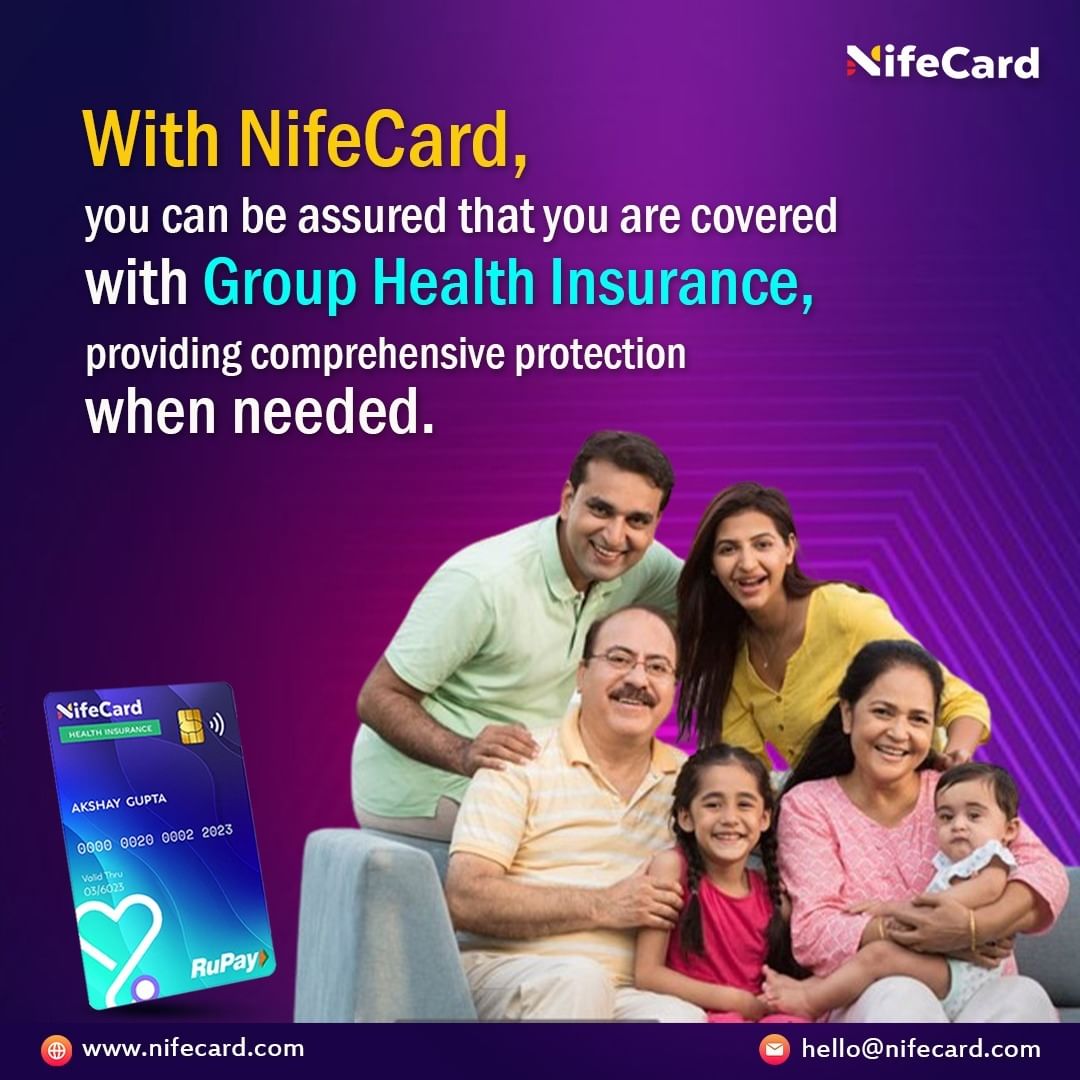 NifeCard
With NifeCard,
you can be assured that you are covered
with Group Health Insurance,
providing comprehensive protection
when needed.
NifeCard
HEALTH INSURANCE
AKSHAY GUPTA
0000 0020 0002 2023
Valid Thru
03/6023
RuPay
www.nifecard.com
hello@nifecard.com